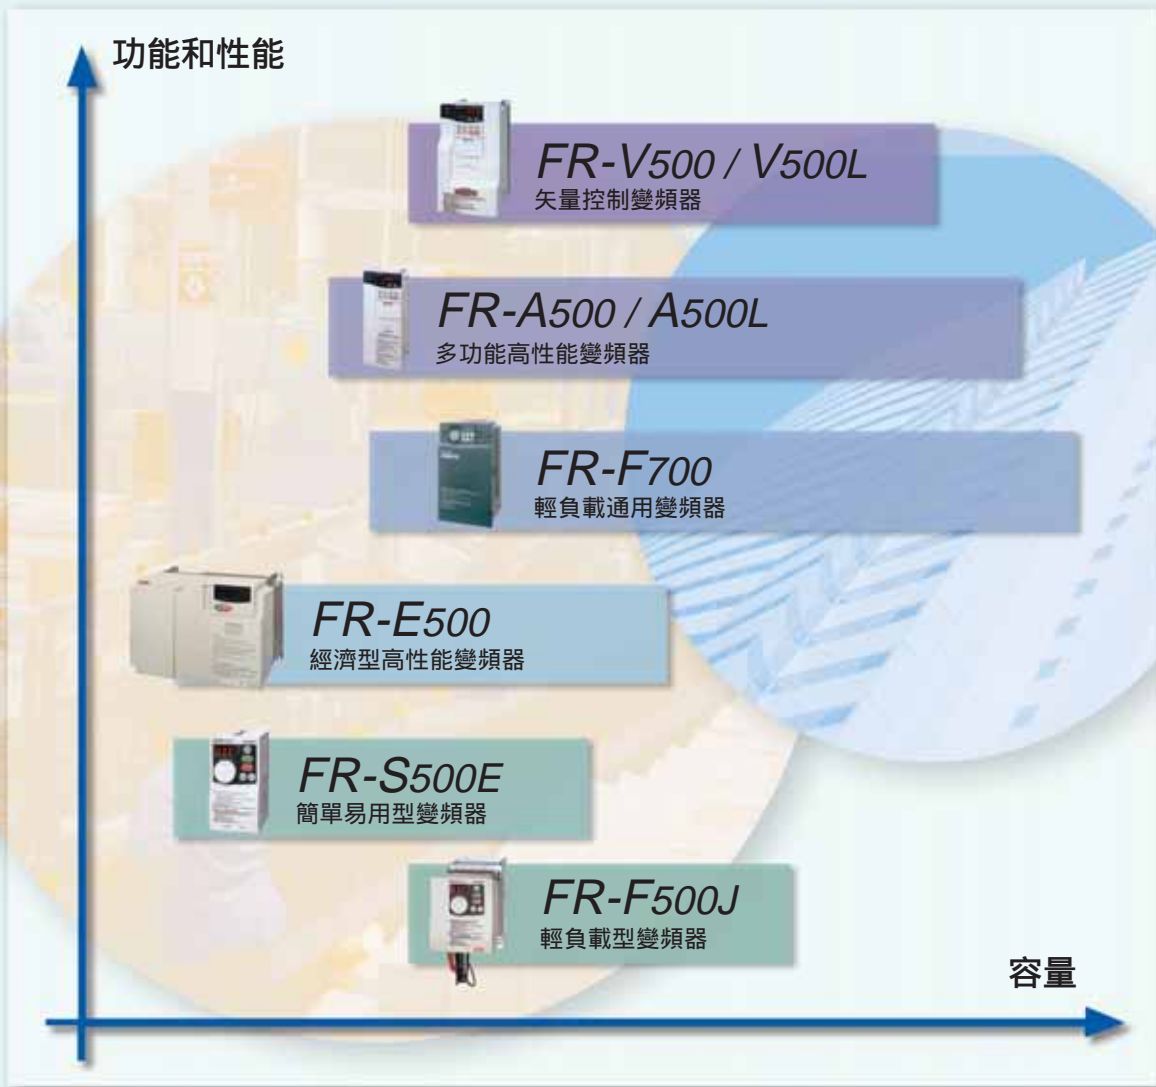 功能和性能
FR-V500 / V500L
矢量控制變頻器
FR-A500 / A500L
多功能高性能變頻器
FR-F700
輕負載通用變頻器
FR-E500
經濟型高性能變頻器
FR-S500E
簡單易用型變頻器
FR-F500J
輕負載型變頻器
容量